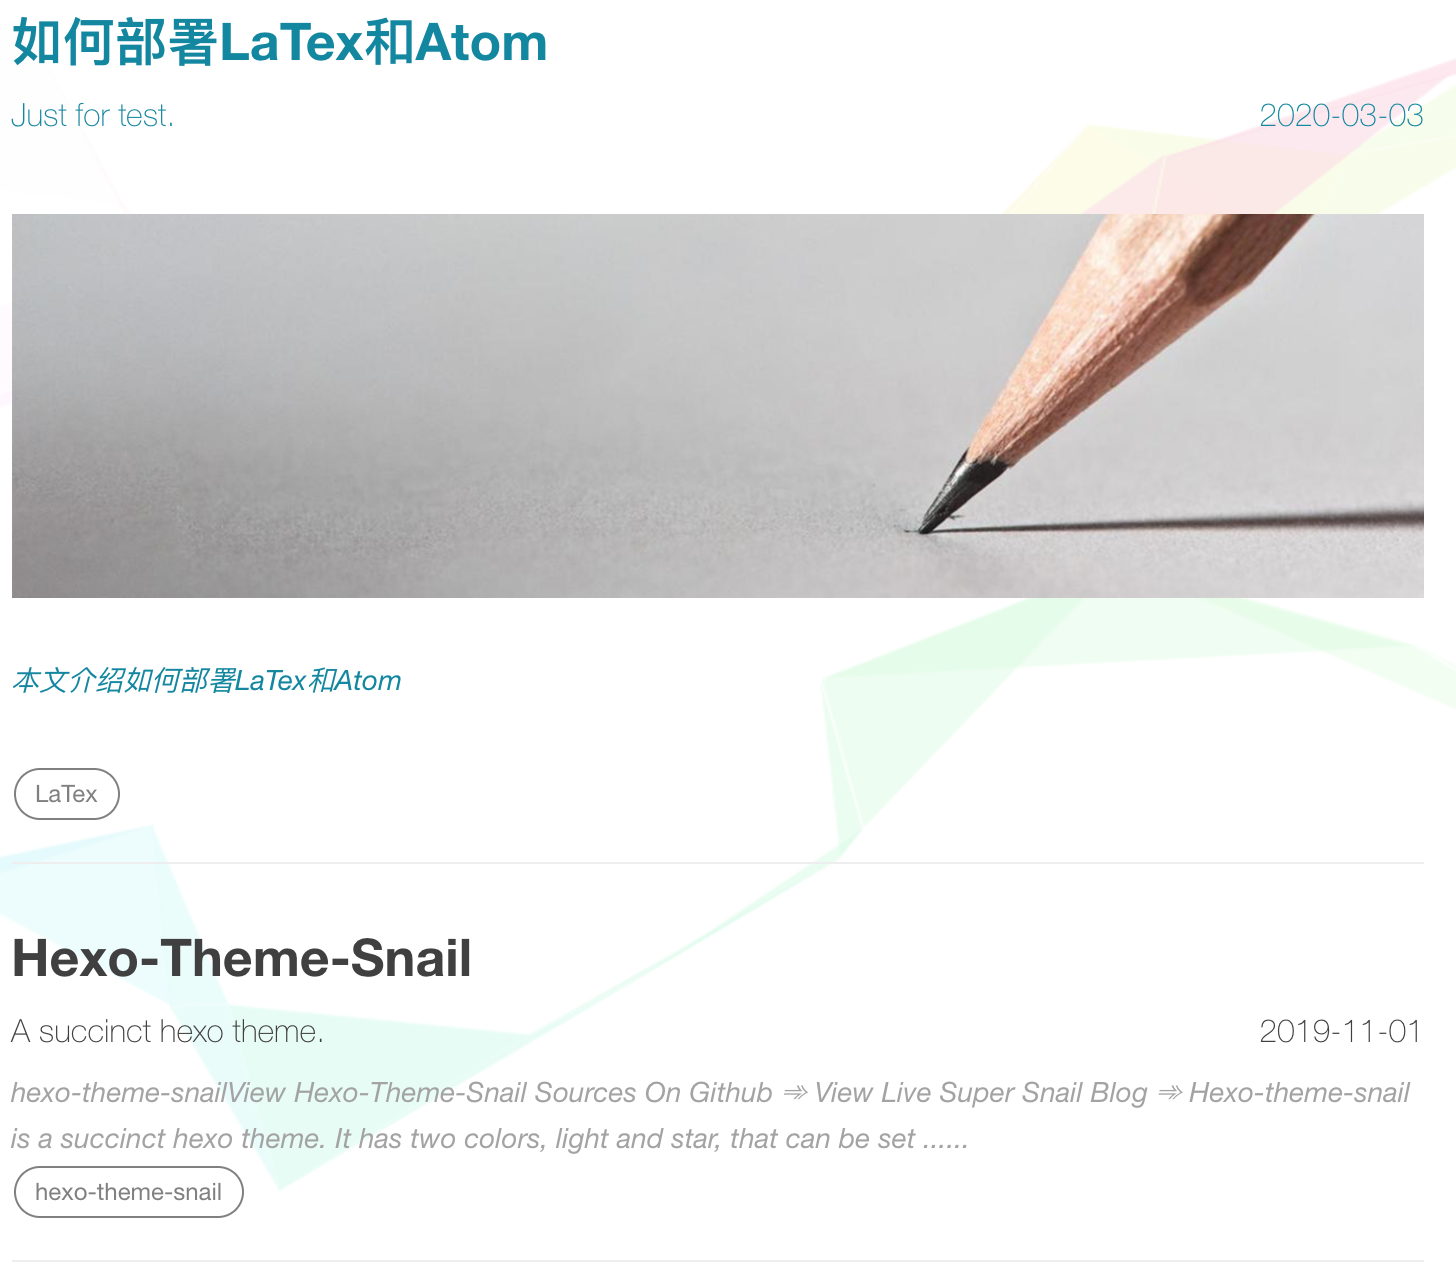 如何部署LaTex和Atom
Just for test.
2020-03-03
本文介绍如何部署LaTex和Atom
LaTex
Hexo-Theme-Snail
A succinct hexo theme.
2019-11-01
hexo-theme-snailView Hexo-Theme-Snail Sources On Github ⭆ View Live Super Snail Blog ⭆ Hexo-theme-snail
is a succinct hexo theme. It has two colors, light and star, that can be set ......
hexo-theme-snail